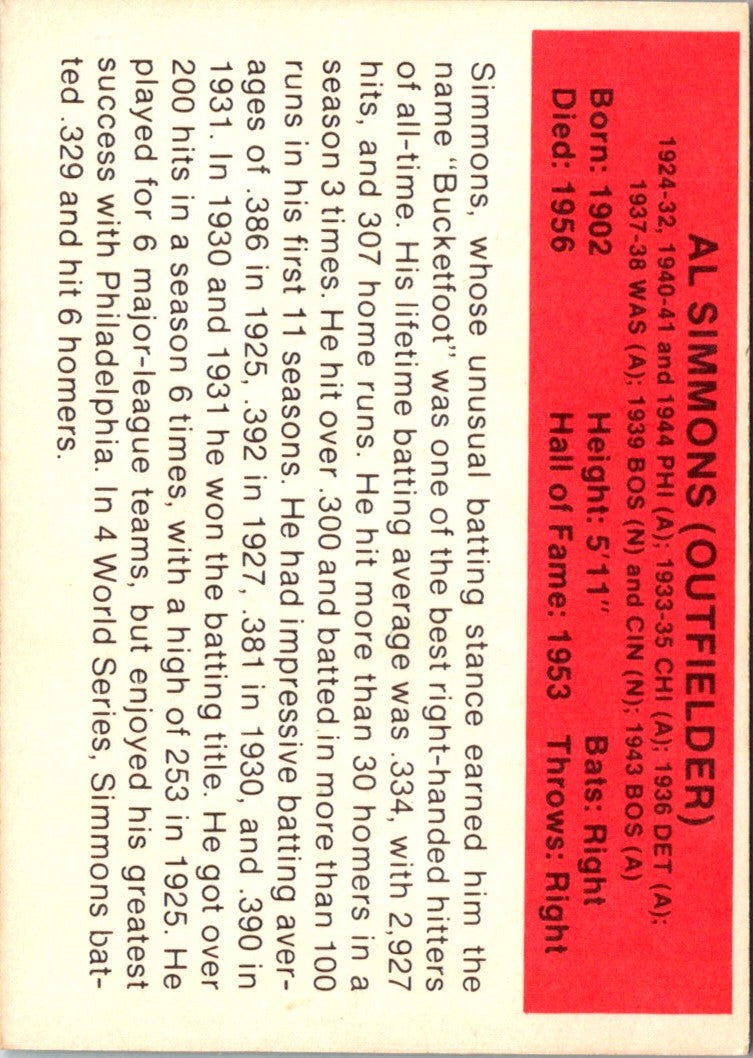 AL SIMMONS (OUTFIELDER)
1924-32, 1940-41 and 1944 PHI (A); 1933-35 CHI (A); 1936 DET (A);
1937-38 WAS (A); 1939 BOS (N) and CIN (N); 1943 BOS (A)
Born: 1902 Height: 5'11" Bats: Right
Died: 1956 Hall of Fame: 1953 Throws: Right
Simmons, whose unusual batting stance earned him the
name "Bucketfoot" was one of the best right-handed hitters
of all-time. His lifetime batting average was .334, with 2,927
hits, and 307 home runs. He hit more than 30 homers in a
season 3 times. He hit over .300 and batted in more than 100
runs in his first 11 seasons. He had impressive batting aver-
ages of .386 in 1925, .392 in 1927, .381 in 1930, and .390 in
1931. In 1930 and 1931 he won the batting title. He got over
200 hits in a season 6 times, with a high of 253 in 1925. He
played for 6 major-league teams, but enjoyed his greatest
success with Philadelphia. In 4 World Series, Simmons bat-
ted .329 and hit 6 homers.